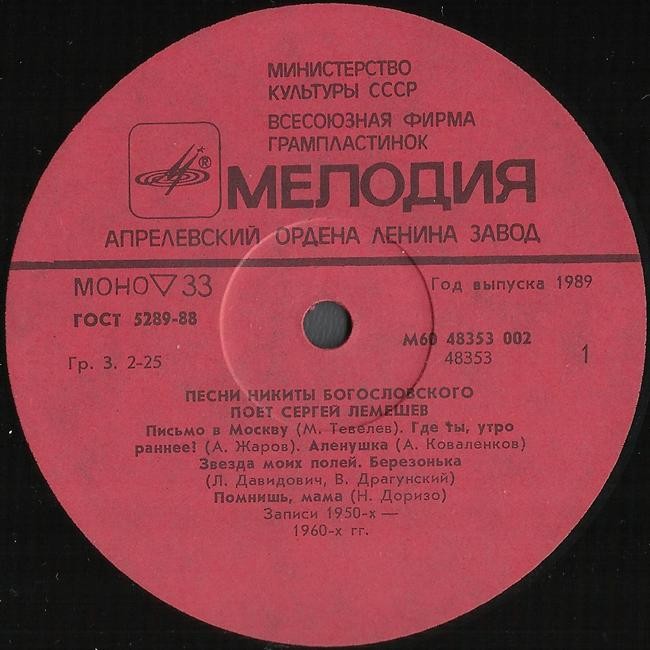 МИНИСТЕРСТВО
КУЛЬТУРЫ СССР
ВСЕСОЮЗНАЯ ФИРМА
ГРАМПЛАСТИНОК
®
МЕЛОДИЯ
АПРЕЛЕВСКИЙ ОРДЕНА ЛЕНИНА ЗАВОД
МОНО ▽ 33
Год выпуска 1989
ГОСТ 5289-88
М60 48353 002
Гр. 3. 2-25
48353
1
ПЕСНИ НИКИТЫ БОГОСЛОВСКОГО
ПОЕТ СЕРГЕЙ ЛЕМЕШЕВ
Письмо в Москву (М. Тевелев). Где ты, утро
раннее? (А. Жаров). Аленушка (А. Коваленков)
Звезда моих полей. Березонька
(Л. Давидович, В. Драгунский)
Помнишь, мама (Н. Доризо)
Записи 1950-х —
1960-х гг.